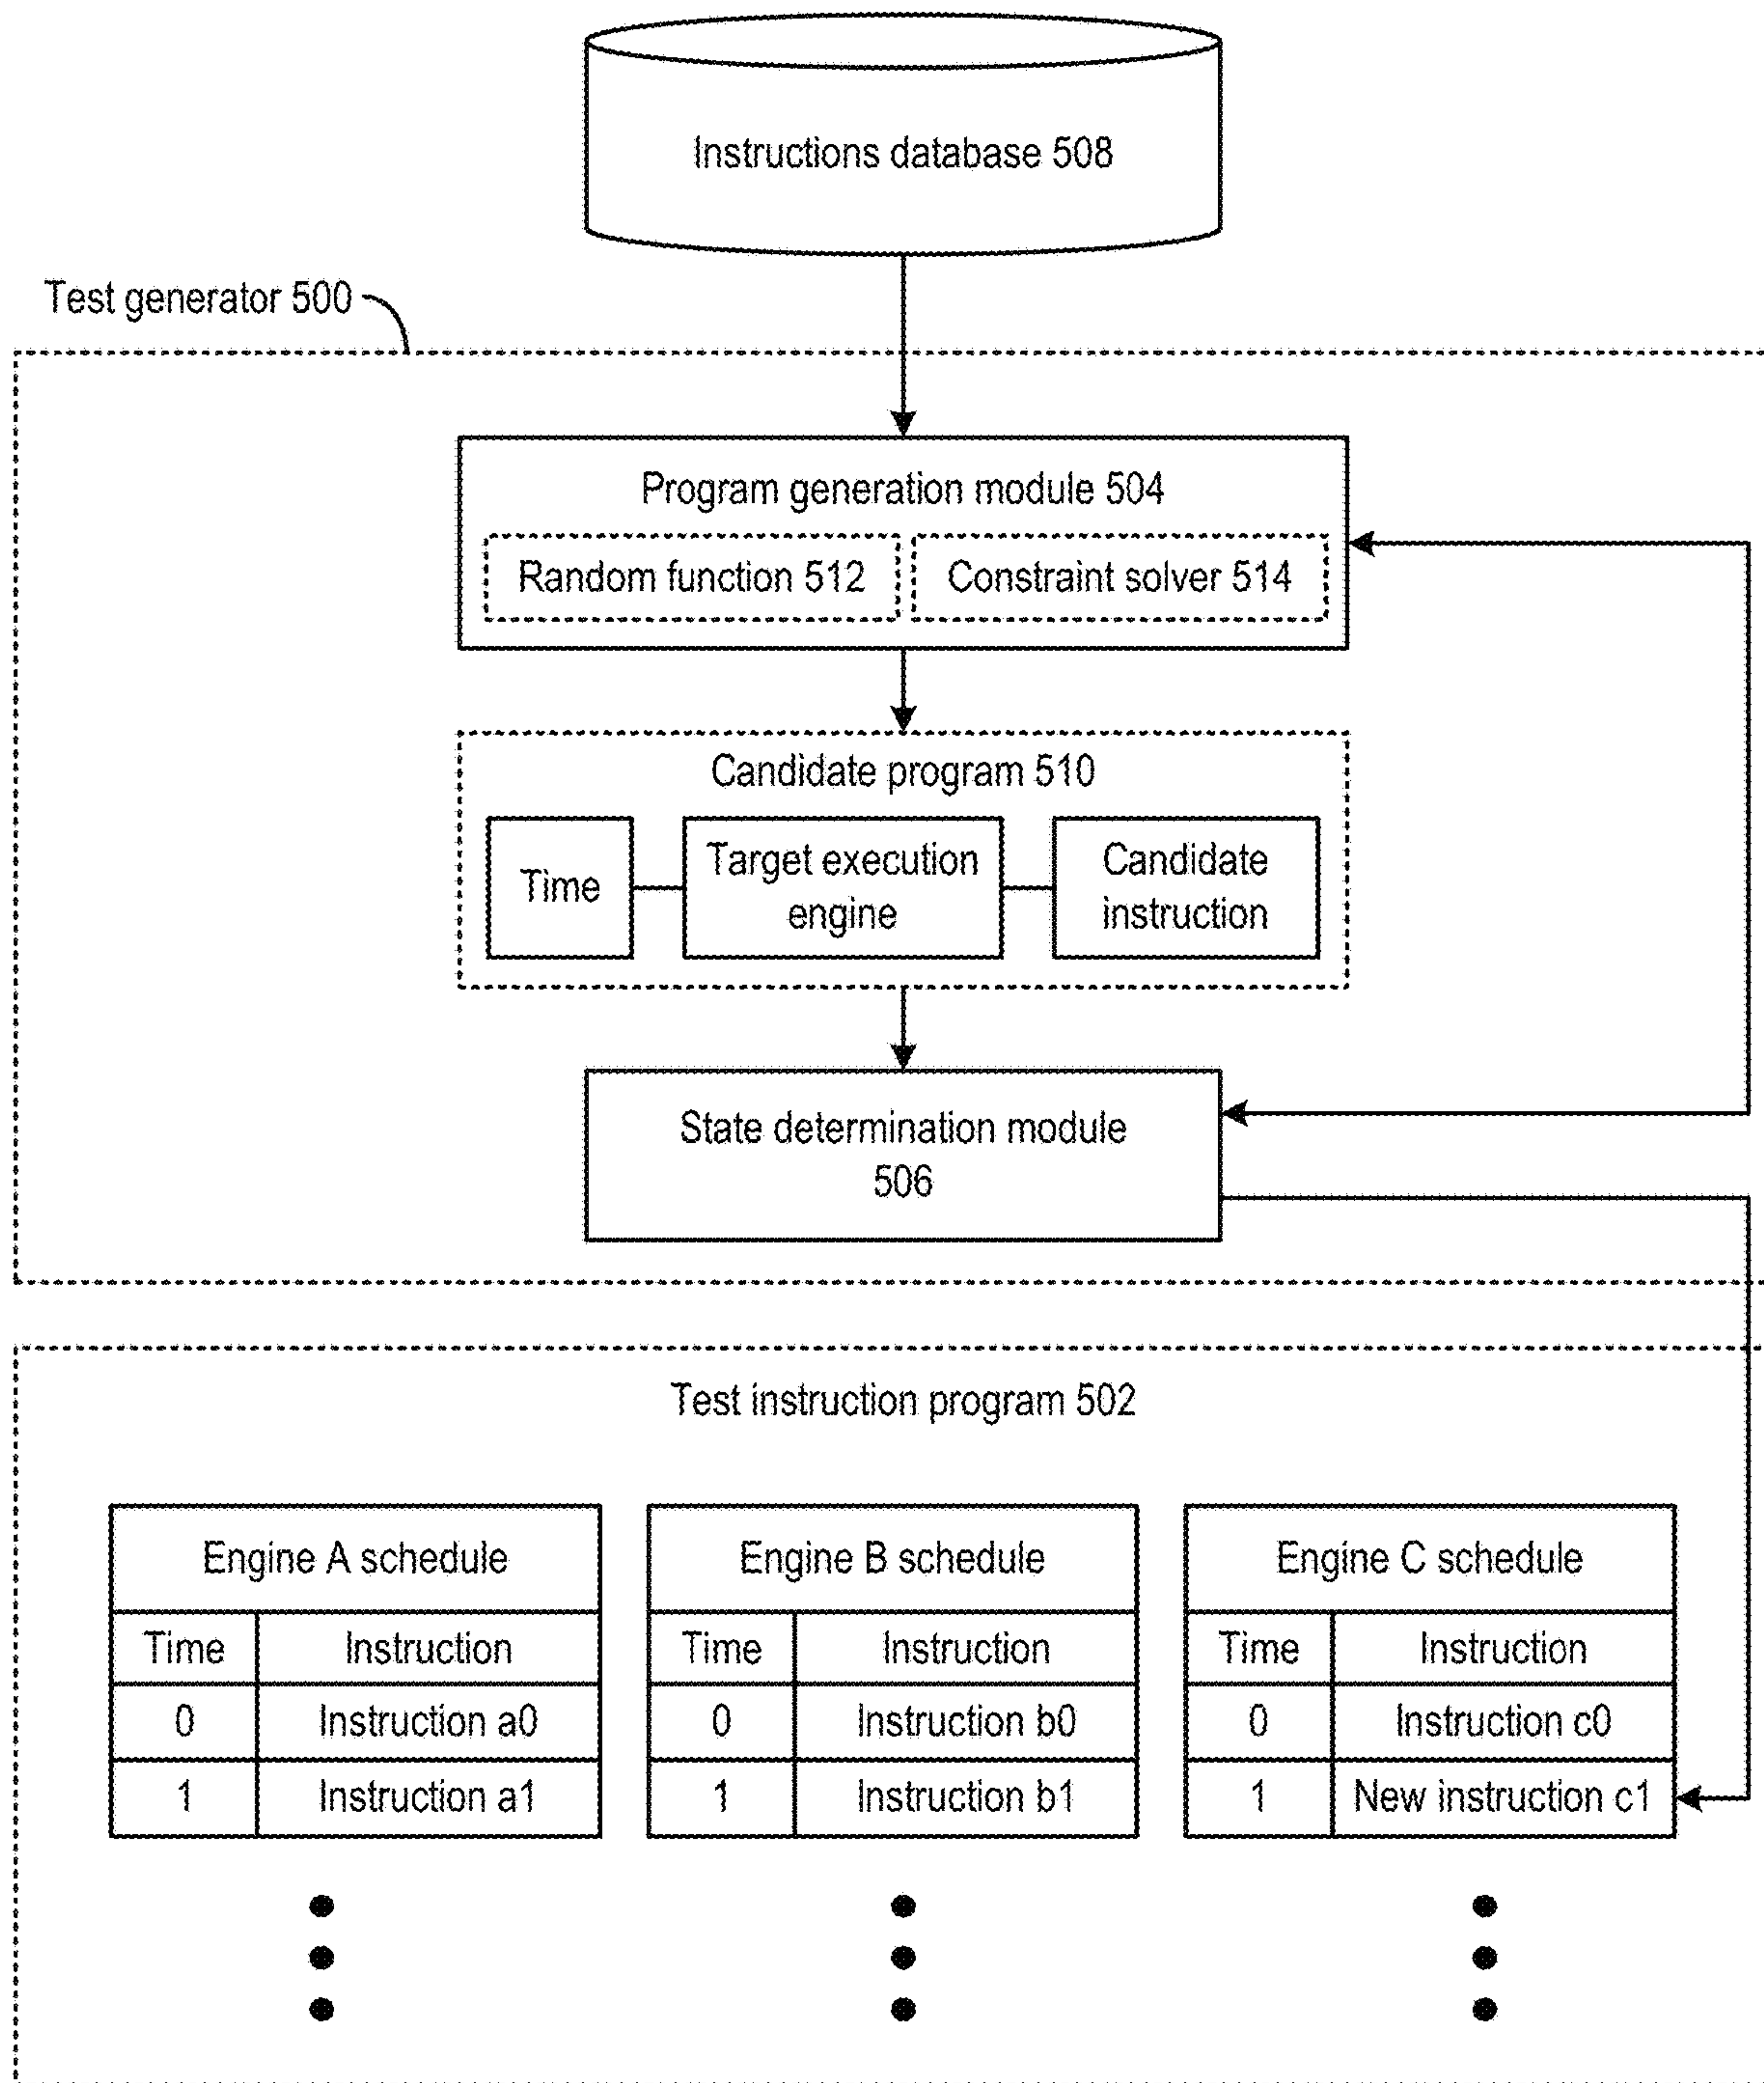 Instructions database 508
Test generator 500
Program generation module 504
Random function 512 Constraint solver 514
Candidate program 510
Time
Target execution
engine
Candidate
instruction
State determination module
506
Test instruction program 502
Engine A schedule
Time Instruction
0 Instruction a0
1 Instruction a1
Engine B schedule
Time Instruction
0 Instruction b0
1 Instruction b1
Engine C schedule
Time Instruction
0 Instruction c0
1 New instruction c1